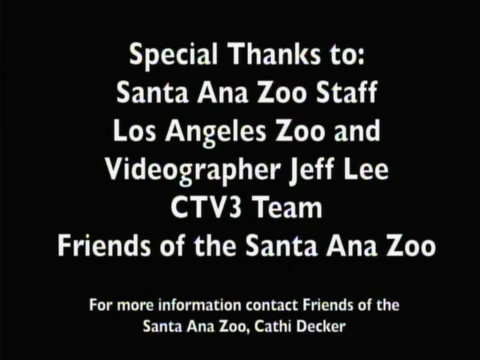 Special Thanks to:
Santa Ana Zoo Staff
Los Angeles Zoo and
Videographer Jeff Lee
CTV3 Team
Friends of the Santa Ana Zoo
For more information contact Friends of the
Santa Ana Zoo, Cathi Decker